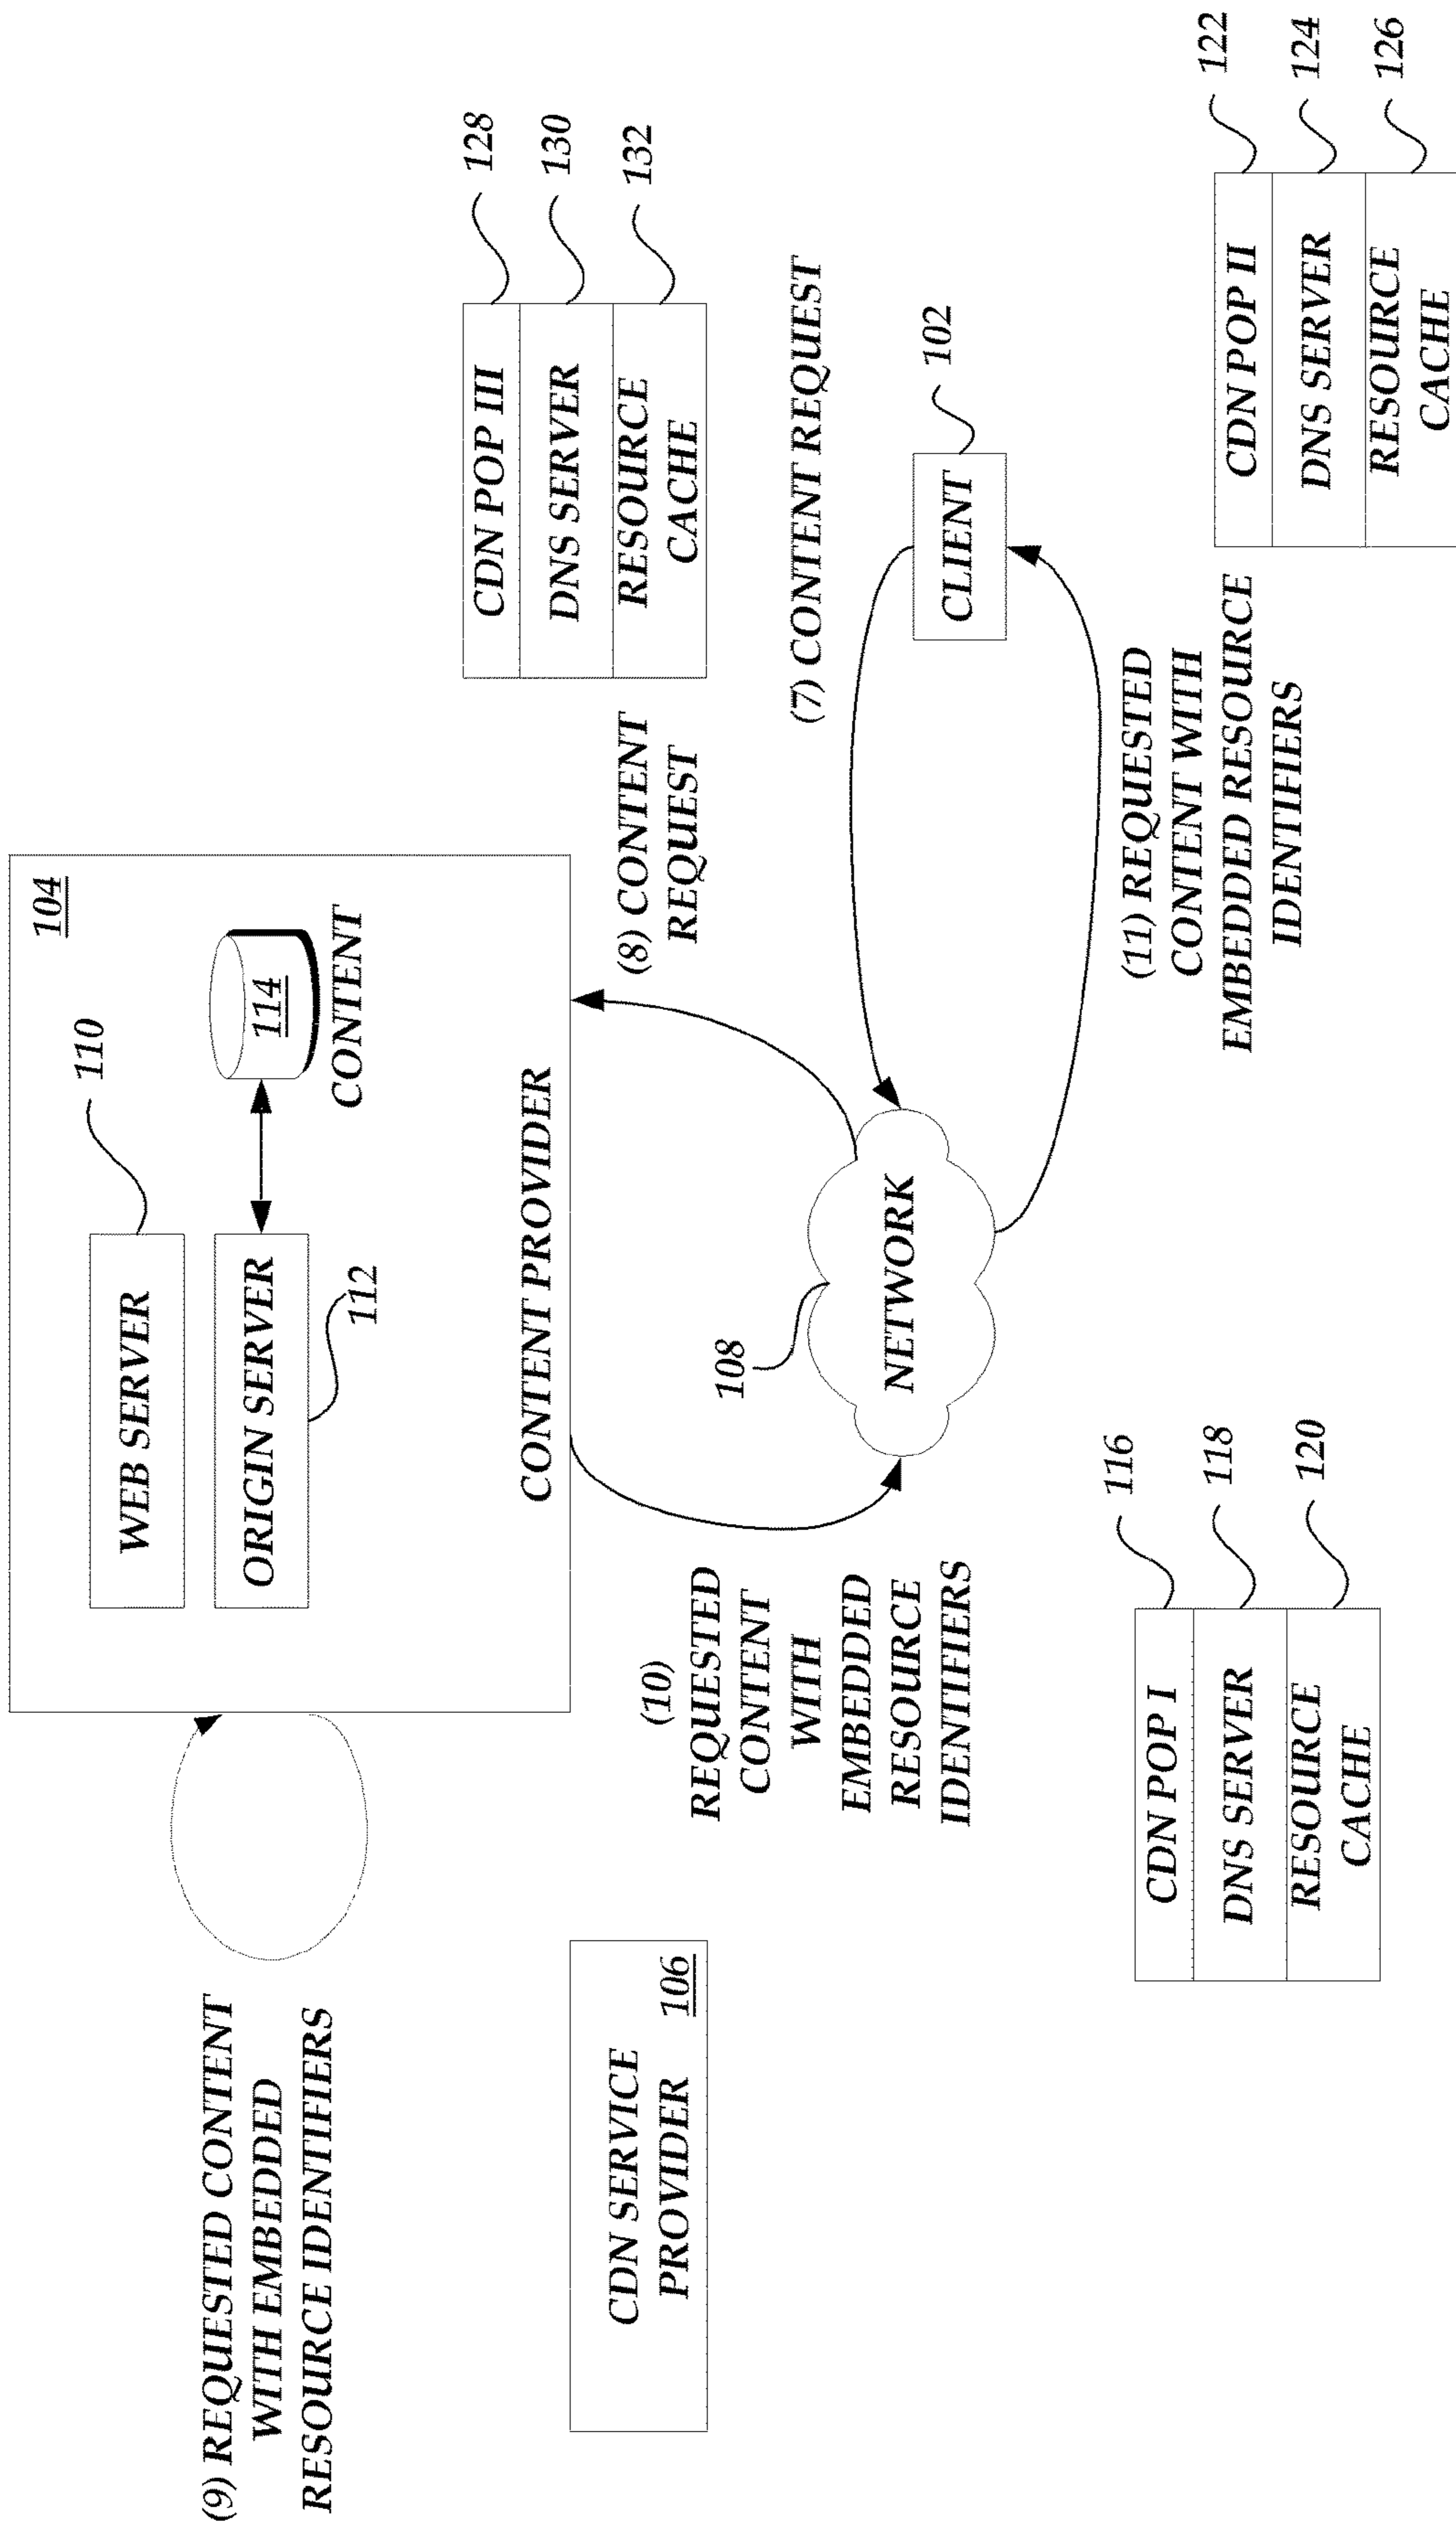 104
WEB SERVER
110
(9) REQUESTED CONTENT
WITH EMBEDDED
RESOURCE IDENTIFIERS
ORIGIN SERVER
112
114
CONTENT
CONTENT PROVIDER
CDN SERVICE
PROVIDER
106
(8) CONTENT
REQUEST
CDN POP III
128
DNS SERVER
130
RESOURCE
CACHE
132
(10)
REQUESTED
CONTENT
WITH
EMBEDDED
RESOURCE
IDENTIFIERS
108
NETWORK
(7) CONTENT REQUEST
CLIENT
102
CDN POP I
116
DNS SERVER
118
RESOURCE
CACHE
120
(11) REQUESTED
CONTENT WITH
EMBEDDED RESOURCE
IDENTIFIERS
CDN POP II
122
DNS SERVER
124
RESOURCE
CACHE
126